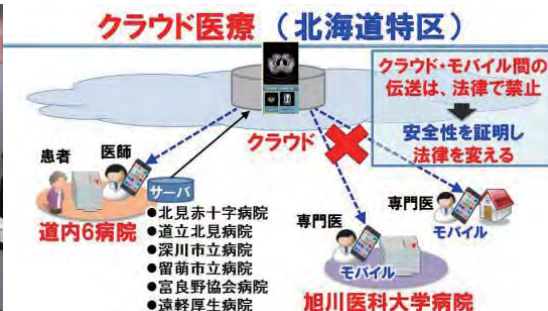 クラウド医療（北海道特区）
クラウド・モバイル間の
伝送は、法律で禁止
安全性を証明し
法律を変える
クラウド
患者
医師
サーバ
道内6病院
●北見赤十字病院
●道立北見病院
●深川市立病院
●留萌市立病院
●富良野協会病院
●遠軽厚生病院
専門医
モバイル
専門医
モバイル
旭川医科大学病院